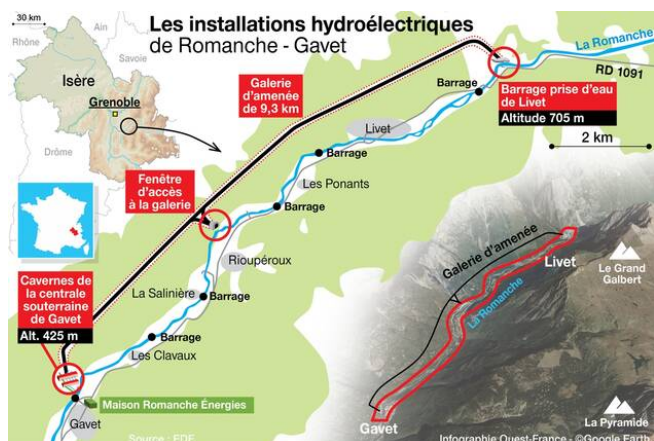 Les installations hydroélectriques
de Romanche - Gavet
30 km
Rhône
Ain
Savoie
Isère
Grenoble
Drôme
Galerie
d'amenée
de 9,3 km
La Romanche
RD 1091
Barrage
Barrage prise d'eau
de Livet
Altitude 705 m
2 km
Livet
Barrage
Les Ponants
Barrage
Fenêtre
d'accès
à la galerie
Rioupéroux
Cavernes de
la centrale
souterraine
de Gavet
Alt. 425 m
La Salinière
Barrage
Barrage
Les Clavaux
Maison Romanche Énergies
Gavet
Galerie d'amenée
Livet
La Romanche
Le Grand
Galbert
Gavet
La Pyramide
Source : EDF
Infographie Ouest-France - ©Google Earth